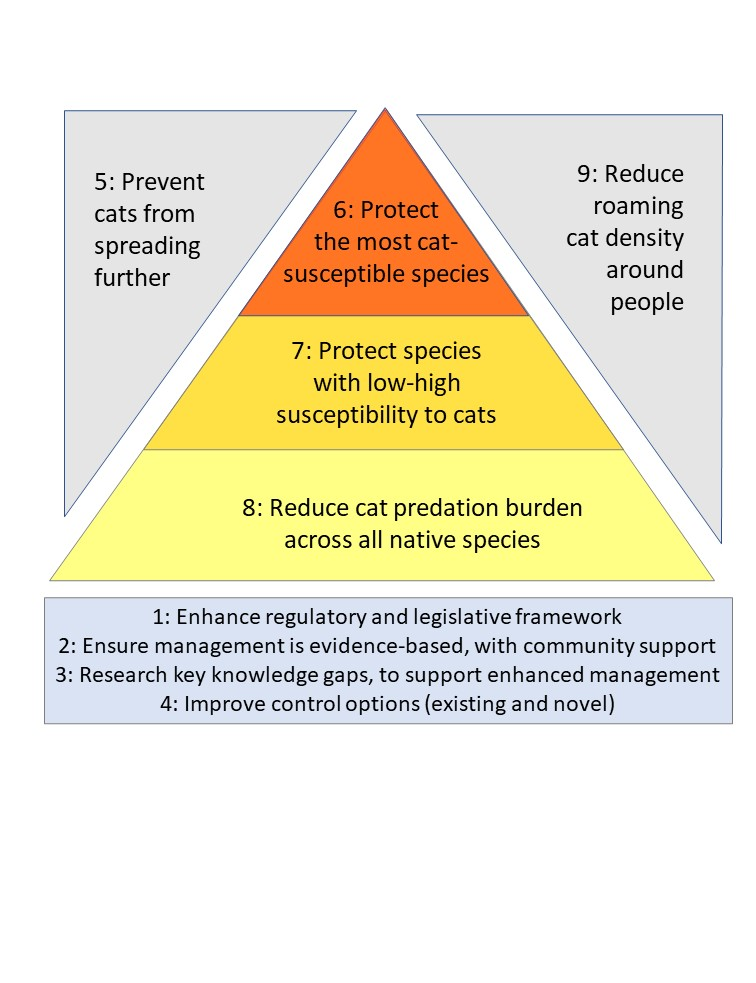 5: Prevent
cats from
spreading
further
6: Protect
the most cat-
susceptible species
9: Reduce
roaming
cat density
around
people
7: Protect species
with low-high
susceptibility to cats
8: Reduce cat predation burden
across all native species
1: Enhance regulatory and legislative framework
2: Ensure management is evidence-based, with community support
3: Research key knowledge gaps, to support enhanced management
4: Improve control options (existing and novel)